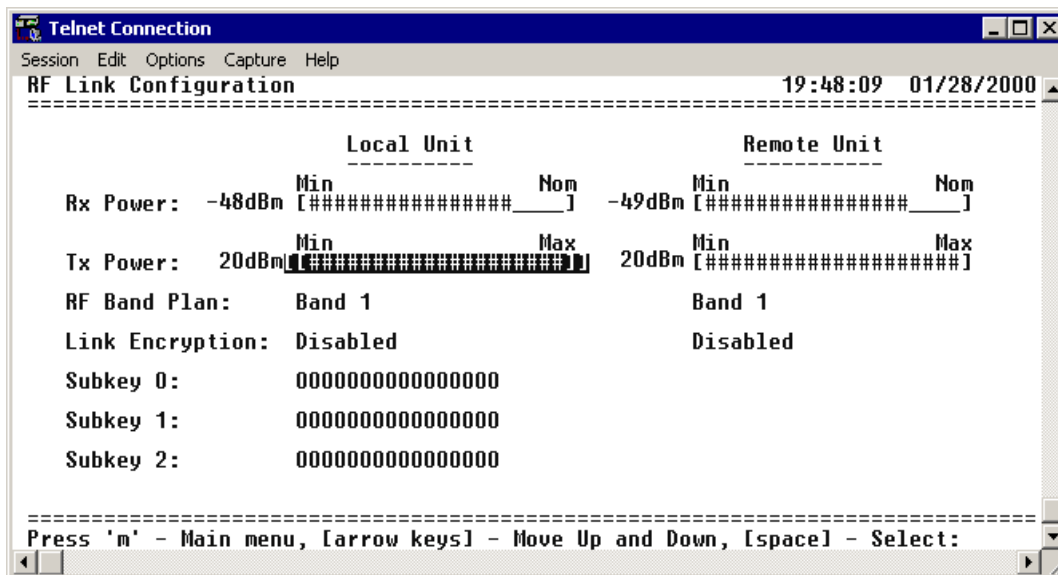 Telnet Connection
Session Edit Options Capture Help
RF Link Configuration 19:48:09 01/28/2000
================================================================================
Local Unit Remote Unit
---------- -----------
Min Nom Min Nom
Rx Power: -48dBm [################____] -49dBm [################____]
Min Max Min Max
Tx Power: 20dBm[[####################]] 20dBm [####################]
RF Band Plan: Band 1 Band 1
Link Encryption: Disabled Disabled
Subkey 0: 0000000000000000
Subkey 1: 0000000000000000
Subkey 2: 0000000000000000
================================================================================
Press 'm' - Main menu, [arrow keys] - Move Up and Down, [space] - Select: